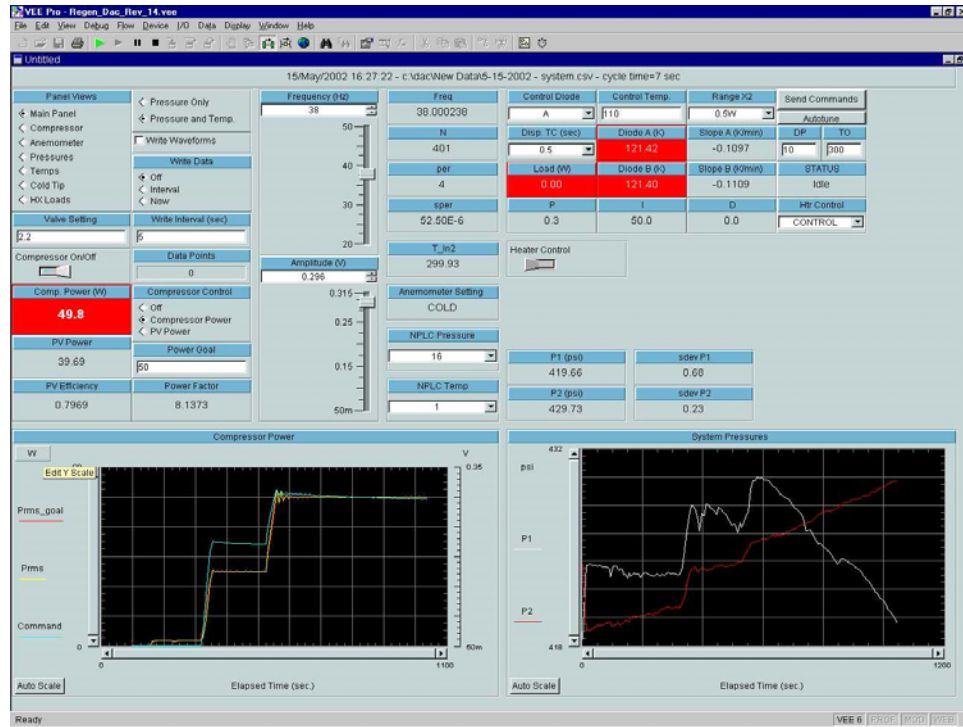 VEE Pro - Regen_Dac_Rev_14.vee
File Edit View Debug Flow Device I/O Data Display Window Help
Untitled
15/May/2002 16:27:22 - c:\dac\New Data\5-15-2002 - system.csv - cycle time=7 sec
Panel Views
Main Panel
Compressor
Anemometer
Pressures
Temps
Cold Tip
HX Loads
Pressure Only
Pressure and Temp.
Write Waveforms
Write Data
Off
Interval
Now
Valve Setting
2.2
Write Interval (sec)
5
Compressor On/Off
Data Points
0
Comp. Power (W)
49.8
Compressor Control
Off
Compressor Power
PV Power
PV Power
39.69
Power Goal
50
PV Efficiency
0.7969
Power Factor
8.1373
Frequency (Hz)
38
50
40
30
20
Amplitude (V)
0.296
0.315
0.25
0.15
50m
Freq
38.000238
N
401
per
4
sper
52.50E-6
T_In2
299.93
Anemometer Setting
COLD
NPLC Pressure
16
NPLC Temp
1
Control Diode
A
Control Temp.
110
Range X2
0.5W
Send Commands
Autotune
Disp. TC (sec)
0.5
Diode A (K)
121.42
Slope A (K/min)
-0.1097
DP TO
10 300
Load (W)
0.00
Diode B (K)
121.40
Slope B (K/min)
-0.1109
STATUS
Idle
P
0.3
I
50.0
D
0.0
Htr Control
CONTROL
Heater Control
P1 (psi)
419.66
sdev P1
0.68
P2 (psi)
429.73
sdev P2
0.23
Compressor Power
W
Edit Y Scale
V
0.35
Prms_goal
Prms
Command
0
50m
0
1100
Auto Scale
Elapsed Time (sec.)
System Pressures
432
psi
P1
P2
418
0
1200
Auto Scale
Elapsed Time (sec.)
Ready
VEE 6 PROF MOD WEB